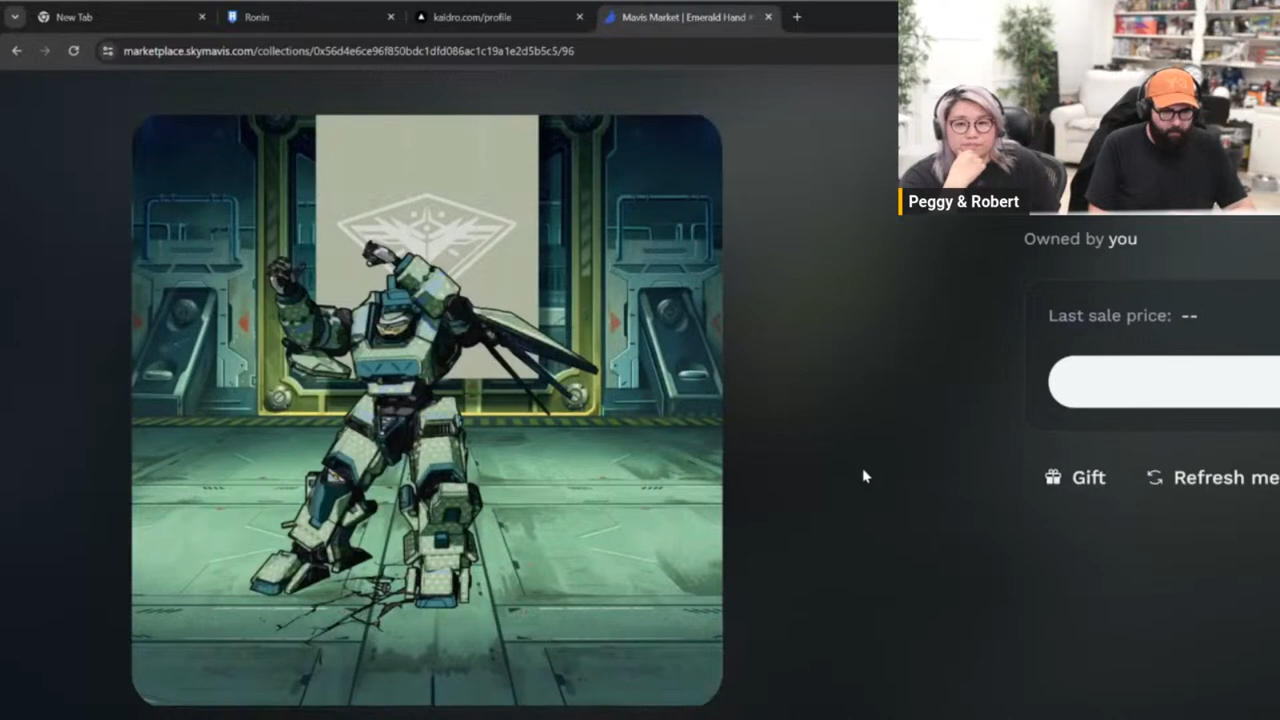 New Tab
Ronin
kaidro.com/profile
Mavis Market | Emerald Hand
marketplace.skymavis.com/collections/0x56d4e6ce96f850bdc1dfd086ac1c19a1e2d5b5c5/96
Peggy & Robert
Owned by you
Last sale price: --
Gift
Refresh me